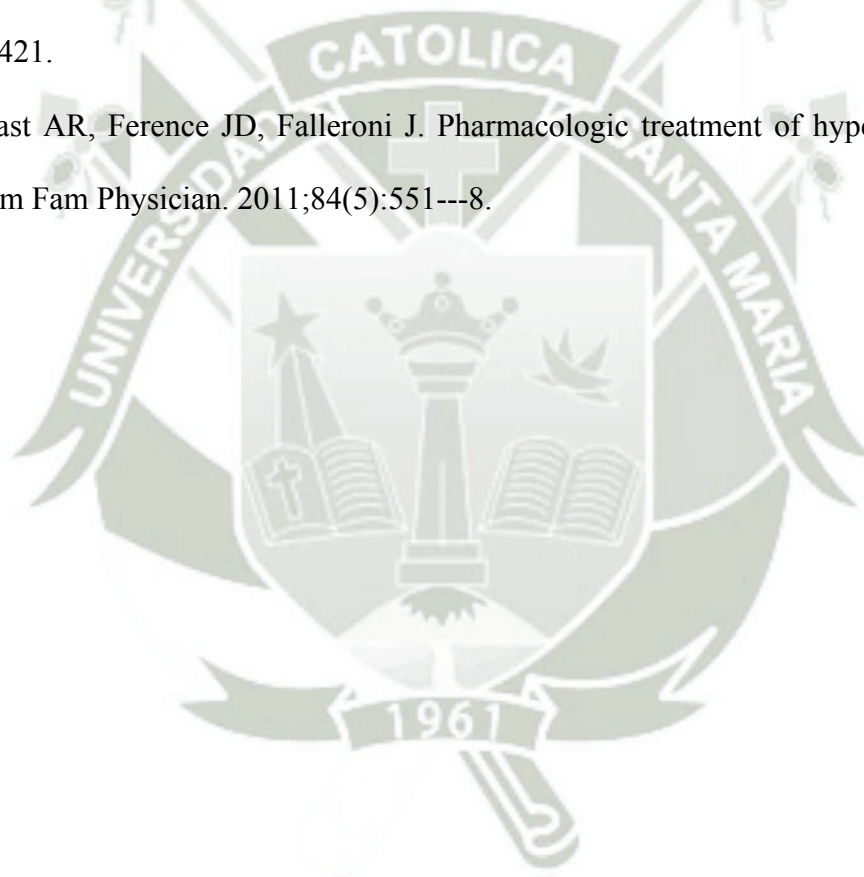 421.
CATOLICA
ast AR, Ference JD, Falleroni J. Pharmacologic treatment of hype
m Fam Physician. 2011;84(5):551---8.
UNIVERSIDAD
SANTA MARIA
1961